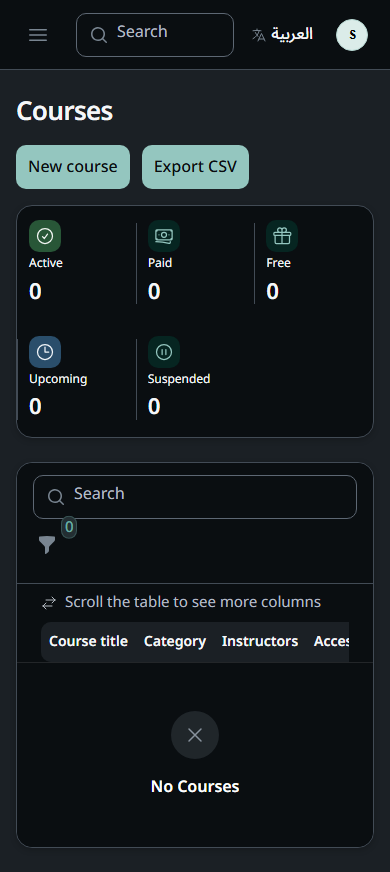 Search
العربية
S
Courses
New course
Export CSV
Active
Paid
Free
0
0
0
Upcoming
Suspended
0
0
Search
0
Scroll the table to see more columns
Course title Category Instructors Acces
No Courses